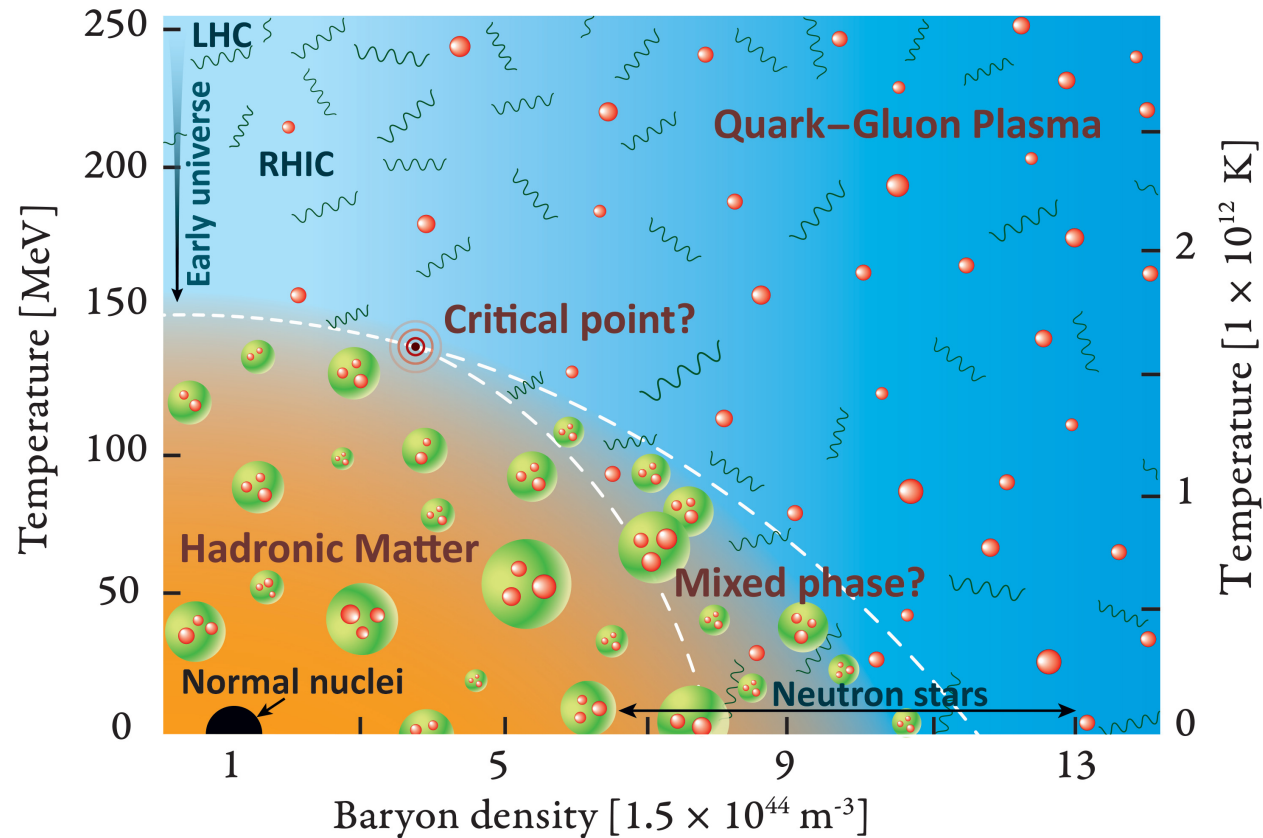 250
LHC
Early universe
Quark–Gluon Plasma
200
RHIC
2
150
Critical point?
100
1
Hadronic Matter
50
Mixed phase?
Normal nuclei
Neutron stars
0
0
1
5
9
13
Baryon density [1.5 × 10⁴⁴ m⁻³]
Temperature [MeV]
Temperature [1 × 10¹² K]